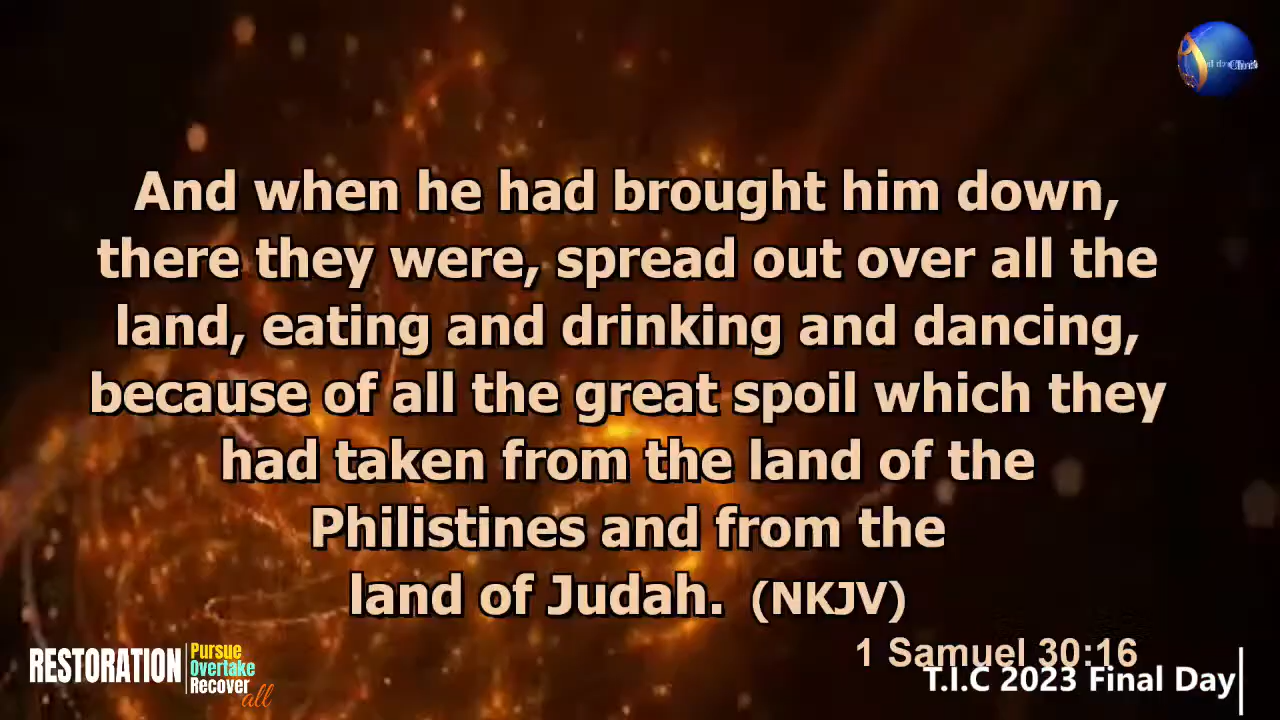 And when he had brought him down,
there they were, spread out over all the
land, eating and drinking and dancing,
because of all the great spoil which they
had taken from the land of the
Philistines and from the
land of Judah. (NKJV)
1 Samuel 30:16
RESTORATION
Pursue
Overtake
Recover
all
T.I.C 2023 Final Day